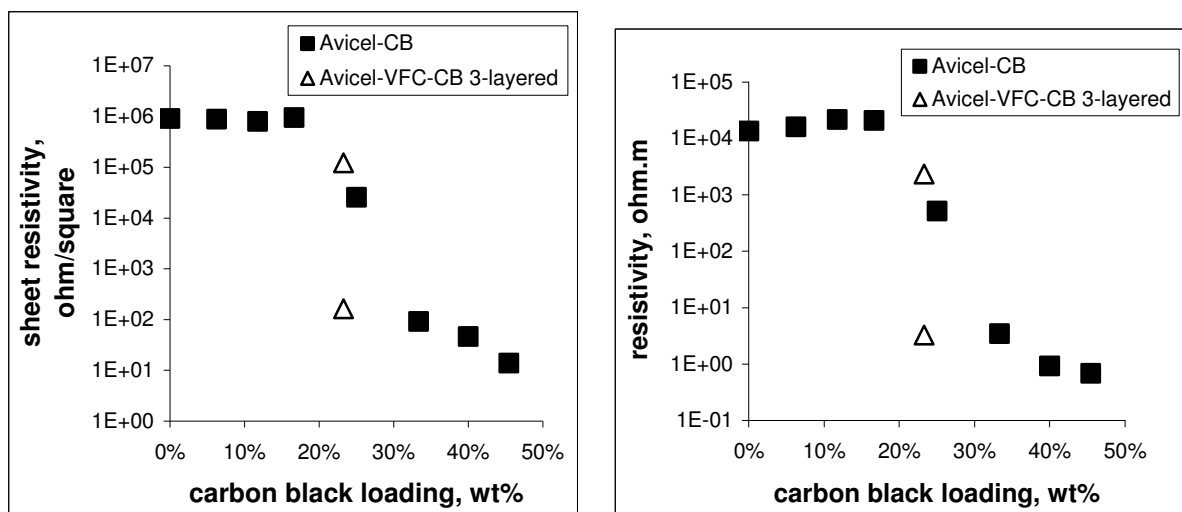 Avicel-CB
Avicel-VFC-CB 3-layered
sheet resistivity,
ohm/square
1E+07
1E+06
1E+05
1E+04
1E+03
1E+02
1E+01
1E+00
0% 10% 20% 30% 40% 50%
carbon black loading, wt%
Avicel-CB
Avicel-VFC-CB 3-layered
resistivity, ohm.m
1E+05
1E+04
1E+03
1E+02
1E+01
1E+00
1E-01
0% 10% 20% 30% 40% 50%
carbon black loading, wt%